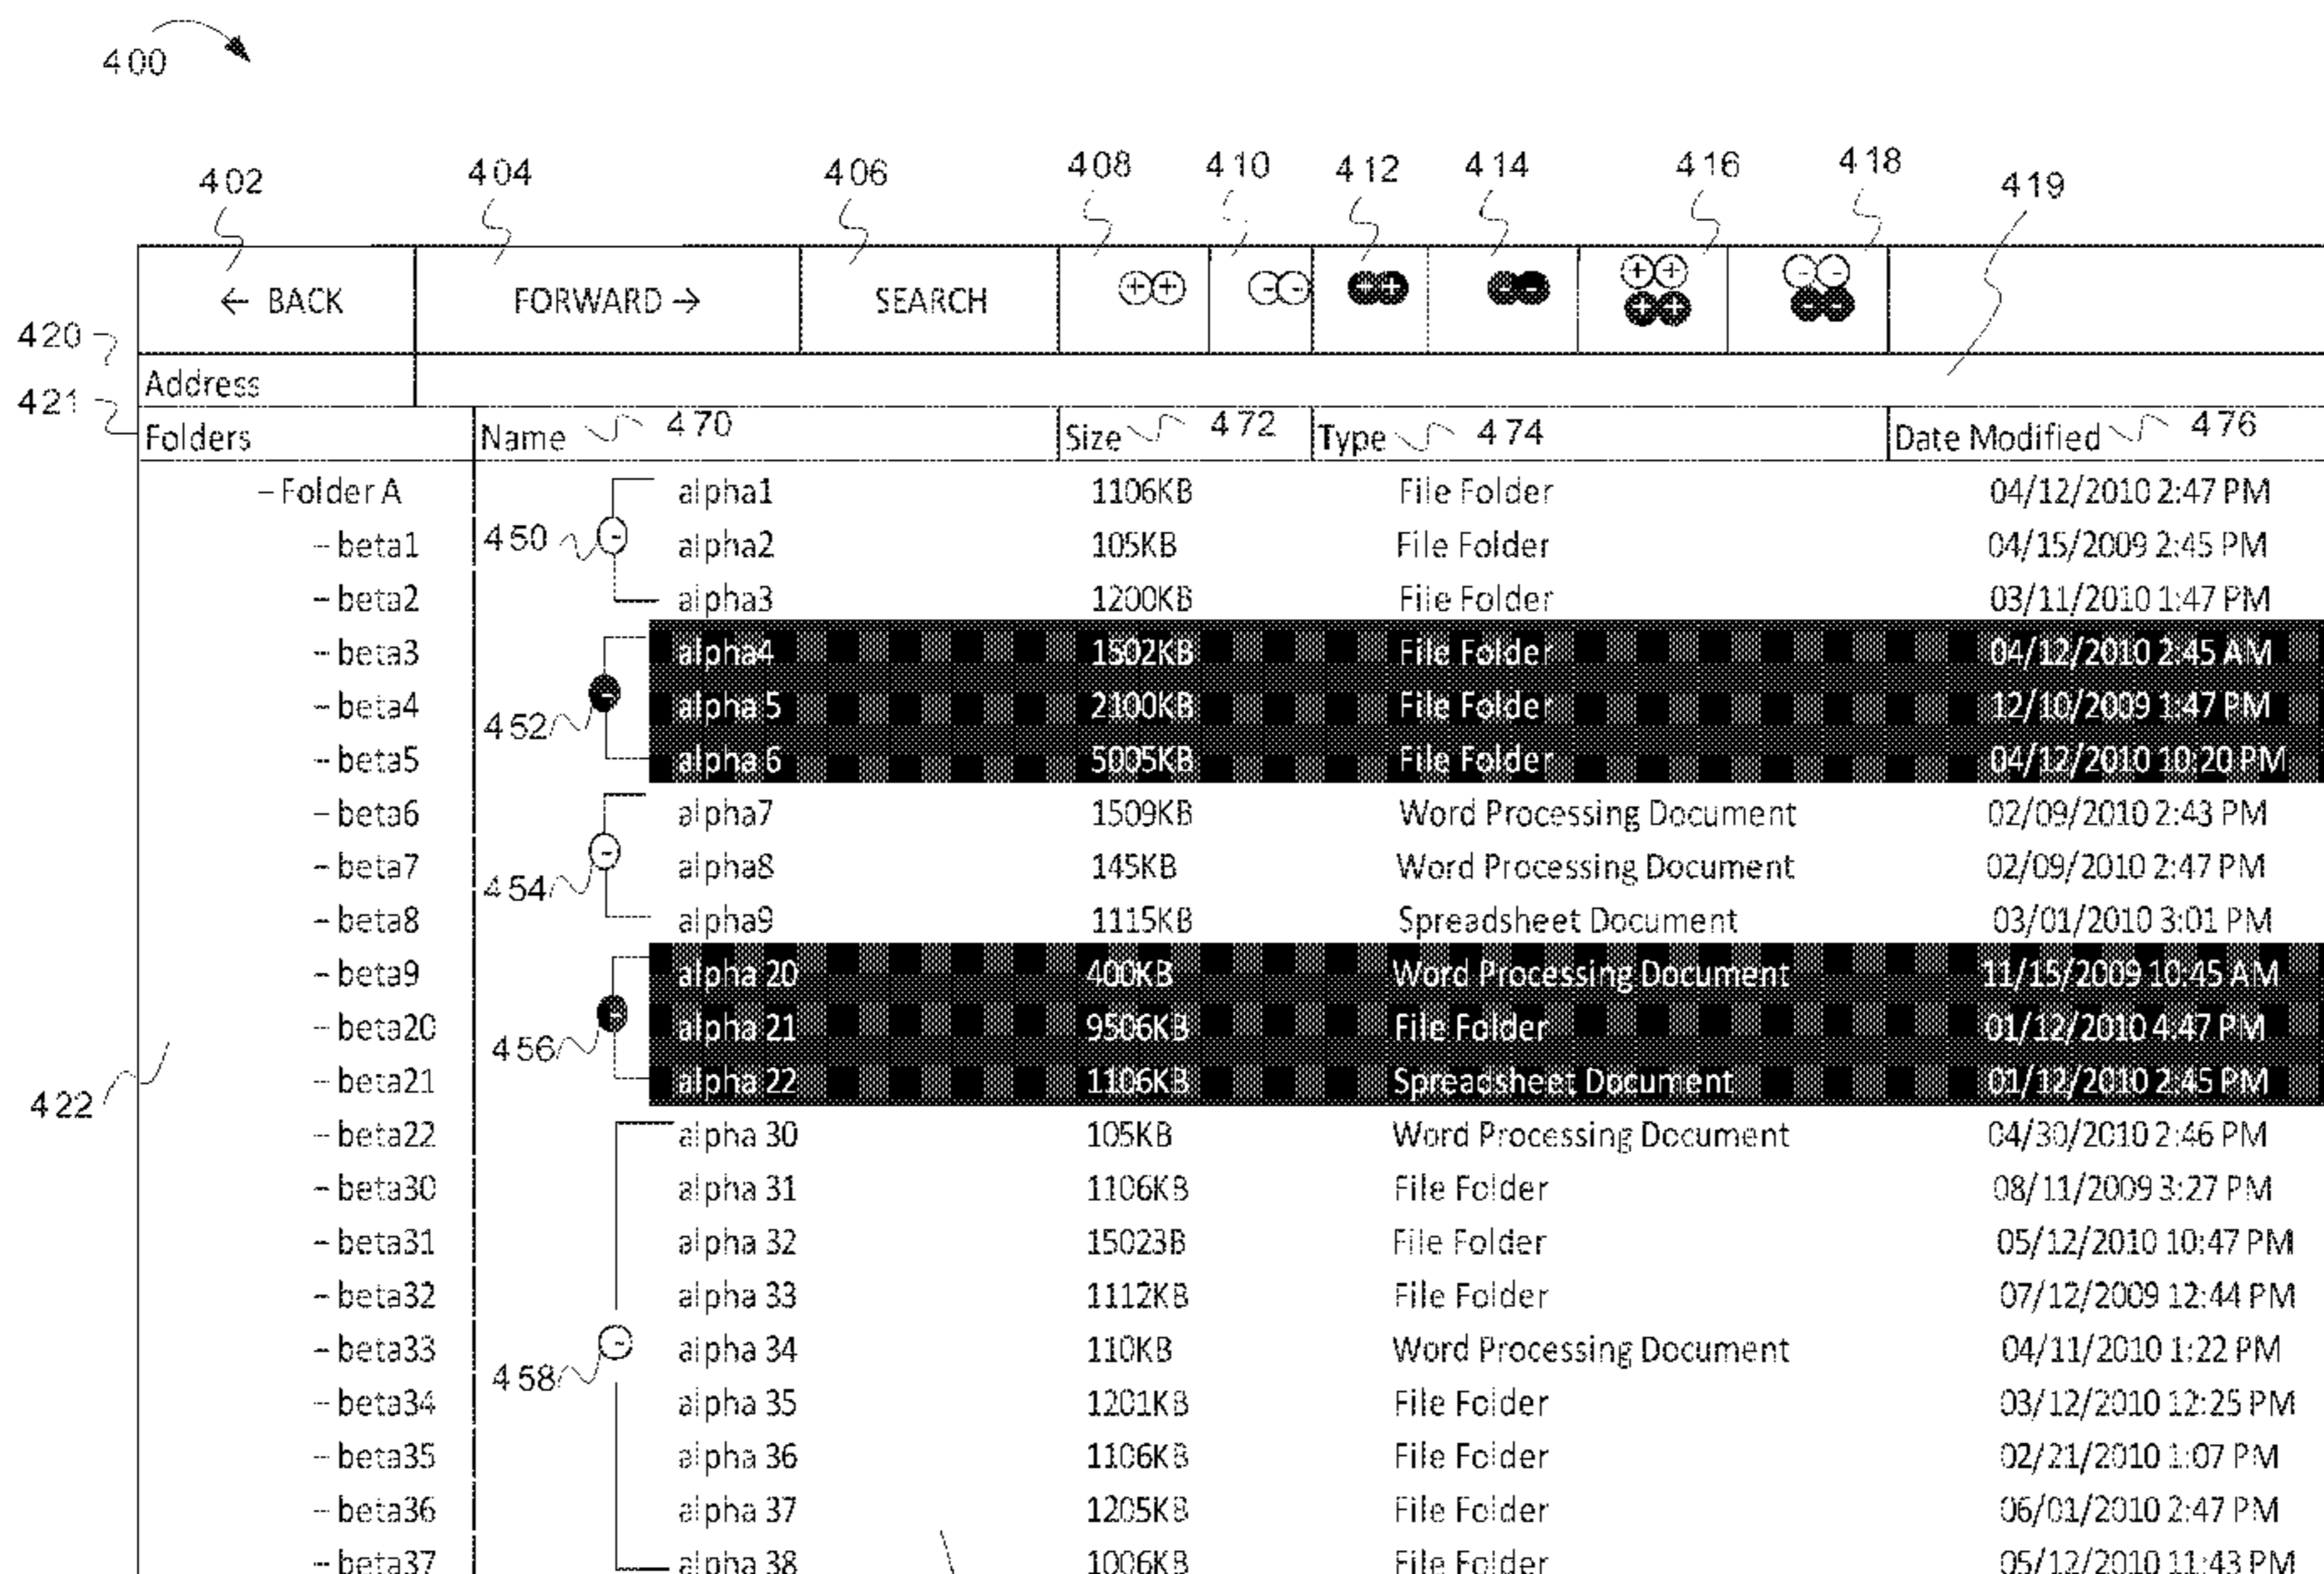 400
402 404 406 408 410 412 414 416 418 419
← BACK FORWARD → SEARCH
420
Address
421
Folders Name 470 Size 472 Type 474 Date Modified 476
– Folder A alpha1 1106KB File Folder 04/12/2010 2:47 PM
– beta1 450 alpha2 105KB File Folder 04/15/2009 2:45 PM
– beta2 alpha3 1200KB File Folder 03/11/2010 1:47 PM
– beta3 alpha4 1502KB File Folder 04/12/2010 2:45 AM
– beta4 452 alpha 5 2100KB File Folder 12/10/2009 1:47 PM
– beta5 alpha 6 5005KB File Folder 04/12/2010 10:20 PM
– beta6 alpha7 1509KB Word Processing Document 02/09/2010 2:43 PM
– beta7 454 alpha8 145KB Word Processing Document 02/09/2010 2:47 PM
– beta8 alpha9 1115KB Spreadsheet Document 03/01/2010 3:01 PM
– beta9 alpha 20 400KB Word Processing Document 11/15/2009 10:45 AM
– beta20 456 alpha 21 9506KB File Folder 01/12/2010 4:47 PM
– beta21 alpha 22 1106KB Spreadsheet Document 01/12/2010 2:45 PM
422
– beta22 alpha 30 105KB Word Processing Document 04/30/2010 2:46 PM
– beta30 alpha 31 1106KB File Folder 08/11/2009 3:27 PM
– beta31 alpha 32 15023B File Folder 05/12/2010 10:47 PM
– beta32 alpha 33 1112KB File Folder 07/12/2009 12:44 PM
– beta33 458 alpha 34 110KB Word Processing Document 04/11/2010 1:22 PM
– beta34 alpha 35 1201KB File Folder 03/12/2010 12:25 PM
– beta35 alpha 36 1106KB File Folder 02/21/2010 1:07 PM
– beta36 alpha 37 1205KB File Folder 06/01/2010 2:47 PM
– beta37 alpha 38 1006KB File Folder 05/12/2010 11:43 PM